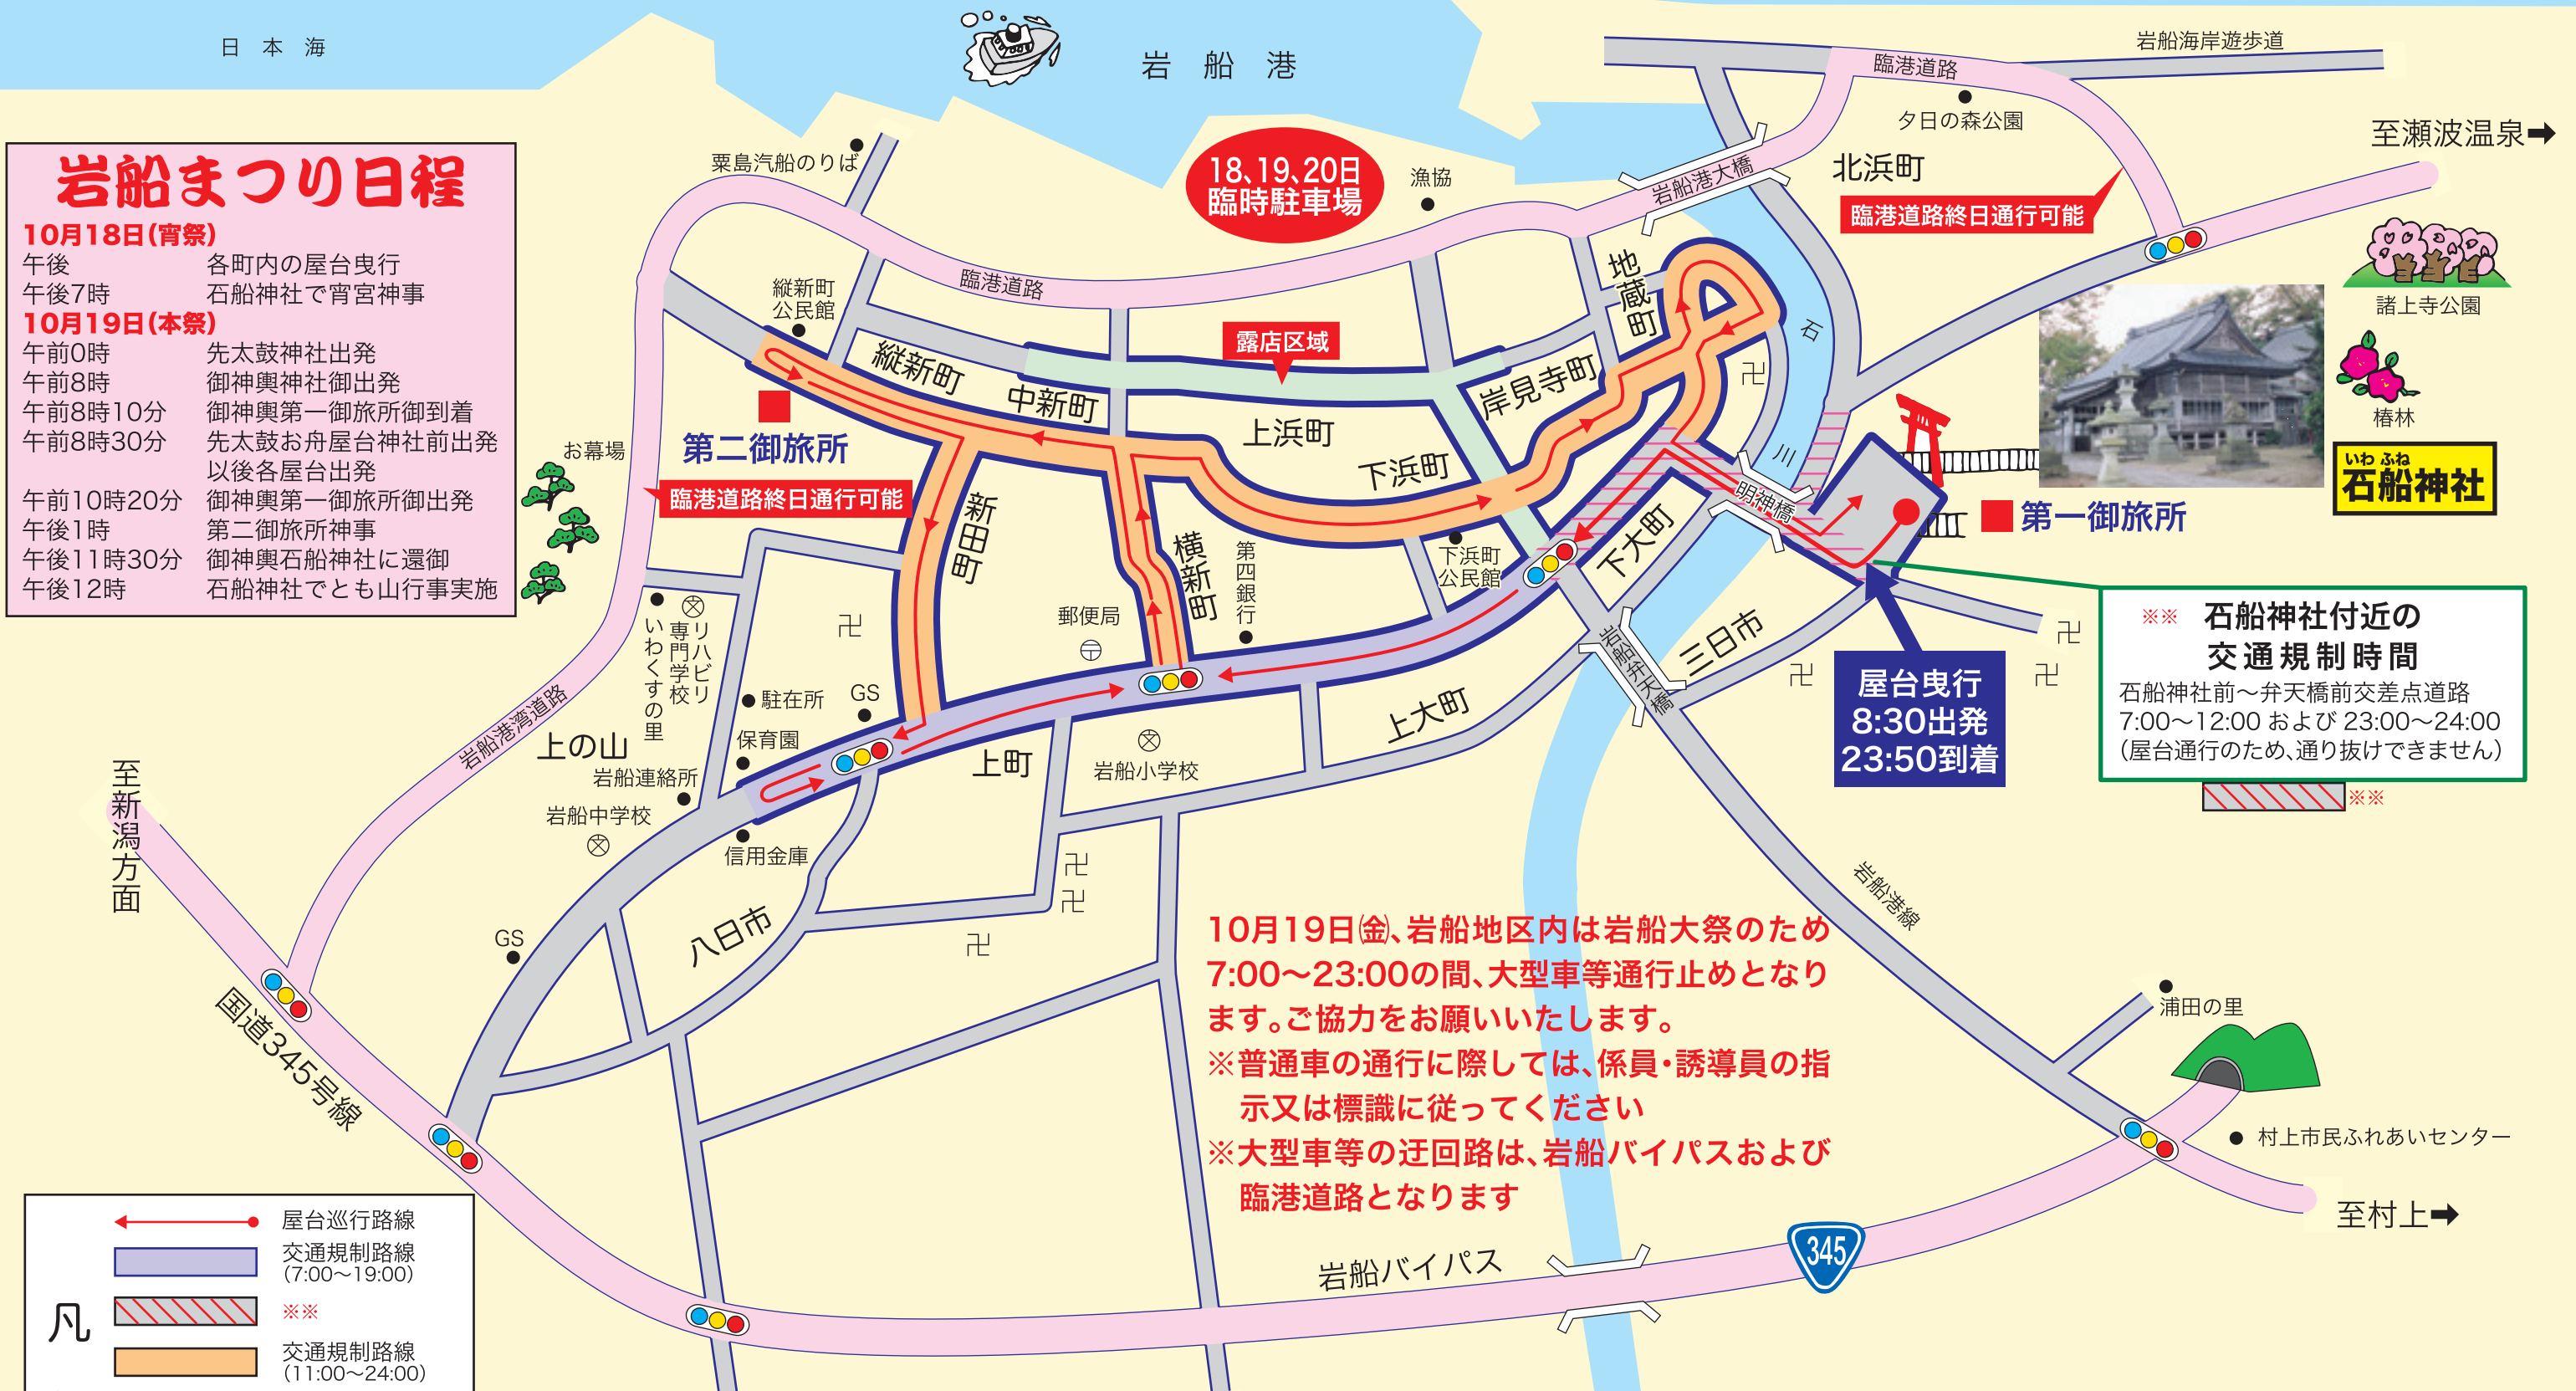 日本海
岩船港
岩船海岸遊歩道
臨港道路
夕日の森公園
至瀬波温泉
北浜町
岩船港大橋
臨港道路終日通行可能
粟島汽船のりば
18、19、20日
臨時駐車場
漁協
諸上寺公園
椿林
いわ ふね
石船神社
第一御旅所
岩船まつり日程
10月18日(宵祭)
午後 各町内の屋台曳行
午後7時 石船神社で宵宮神事
10月19日(本祭)
午前0時 先太鼓神社出発
午前8時 御神輿神社御出発
午前8時10分 御神輿第一御旅所御到着
午前8時30分 先太鼓お舟屋台神社前出発
以後各屋台出発
午前10時20分 御神輿第一御旅所御出発
午後1時 第二御旅所神事
午後11時30分 御神輿石船神社に還御
午後12時 石船神社でとも山行事実施
臨港道路
縦新町
公民館
縦新町
中新町
露店区域
上浜町
下浜町
岸見寺町
地蔵町
石
川
明神橋
第二御旅所
お幕場
臨港道路終日通行可能
新田町
横新町
第四銀行
下浜町
公民館
下大町
郵便局
三日市
岩船弁天橋
上大町
リハビリ
専門学校
いわくすの里
駐在所
GS
保育園
上の山
岩船連絡所
岩船中学校
信用金庫
上町
岩船小学校
岩船港湾道路
八日市
GS
至新潟方面
国道345号線
屋台曳行
8:30出発
23:50到着
※※ 石船神社付近の
交通規制時間
石船神社前～弁天橋前交差点道路
7:00～12:00 および 23:00～24:00
(屋台通行のため、通り抜けできません)
※※
岩船港線
10月19日㈮、岩船地区内は岩船大祭のため
7:00～23:00の間、大型車等通行止めとなり
ます。ご協力をお願いいたします。
※普通車の通行に際しては、係員・誘導員の指
示又は標識に従ってください
※大型車等の迂回路は、岩船バイパスおよび
臨港道路となります
浦田の里
村上市民ふれあいセンター
至村上
岩船バイパス
345
凡
屋台巡行路線
交通規制路線
(7:00～19:00)
※※
交通規制路線
(11:00～24:00)